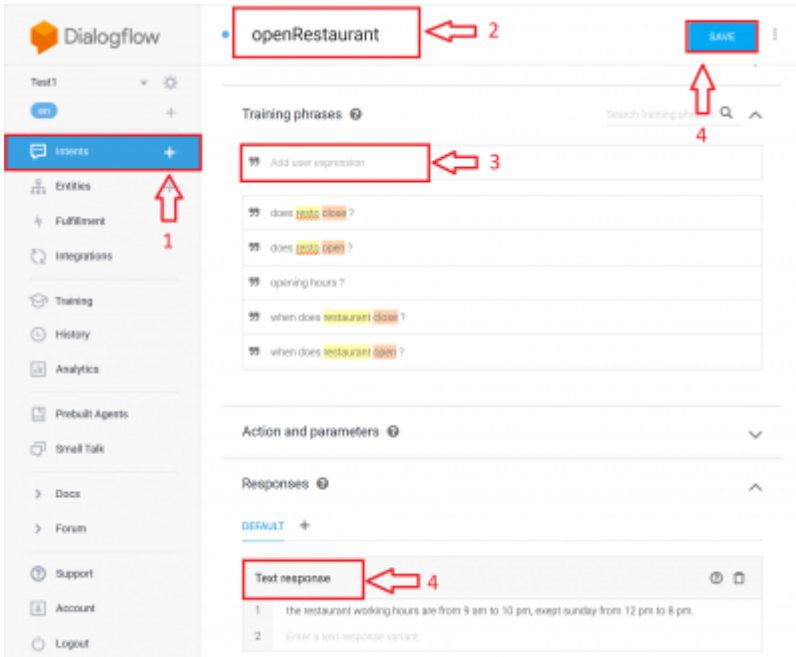 Dialogflow
openRestaurant
2
SAVE
Test1
en
+
4
Training phrases
Search training phr
Intents
+
Add user expression
3
Entities
+
does resto close ?
1
Fulfillment
does resto open ?
Integrations
opening hours ?
Training
when does restaurant close ?
History
when does restaurant open ?
Analytics
Prebuilt Agents
Action and parameters
Small Talk
Responses
> Docs
DEFAULT +
> Forum
Support
Text response
4
Account
1 the restaurant working hours are from 9 am to 10 pm, exept sunday from 12 pm to 8 pm.
Logout
2 Enter a text response variant